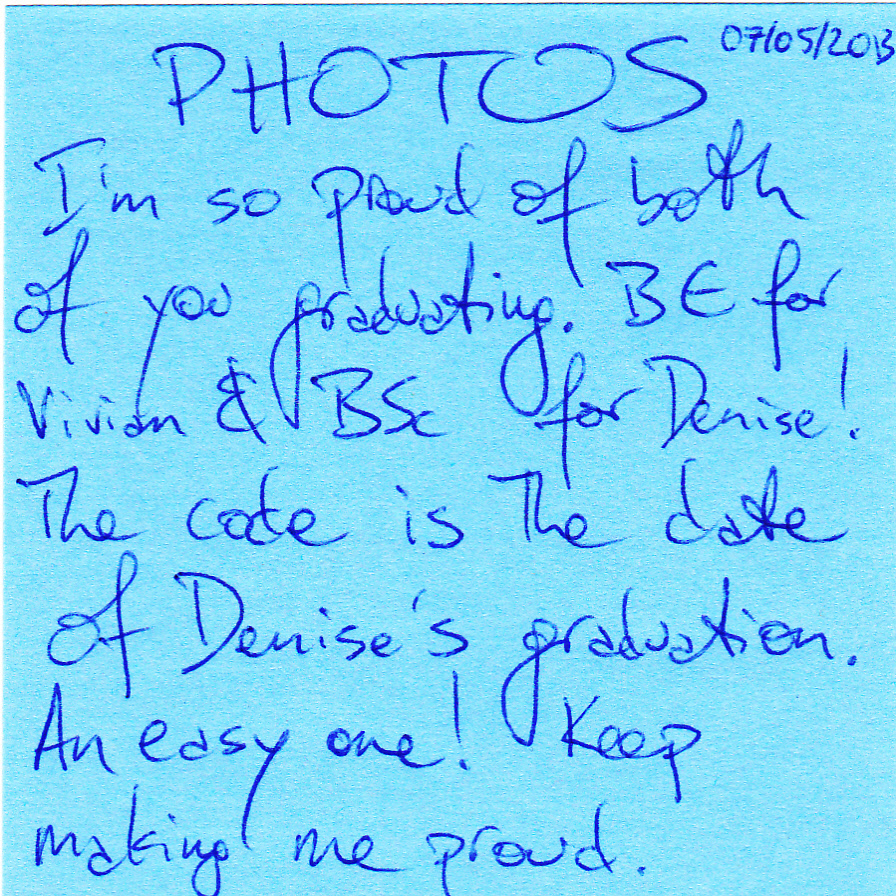 07/05/2013
PHOTOS
I'm so proud of both
of you graduating. BE for
Vivian & BSc for Denise!
The code is the date
of Denise's graduation.
An easy one! Keep
making me proud.